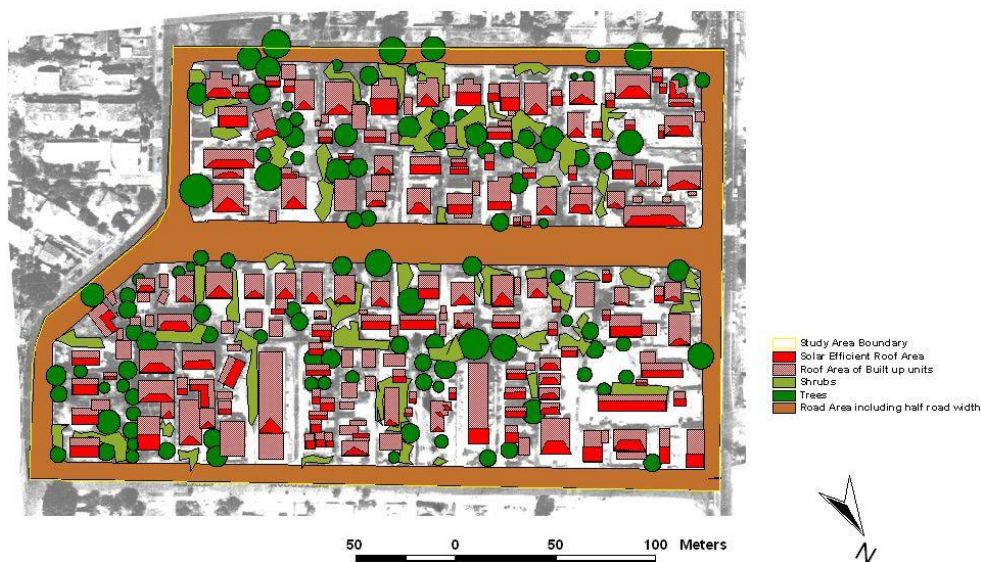 Study Area Boundary
Solar Efficient Roof Area
Roof Area of Built up units
Shrubs
Trees
Road Area including half road width
N
50 0 50 100 Meters